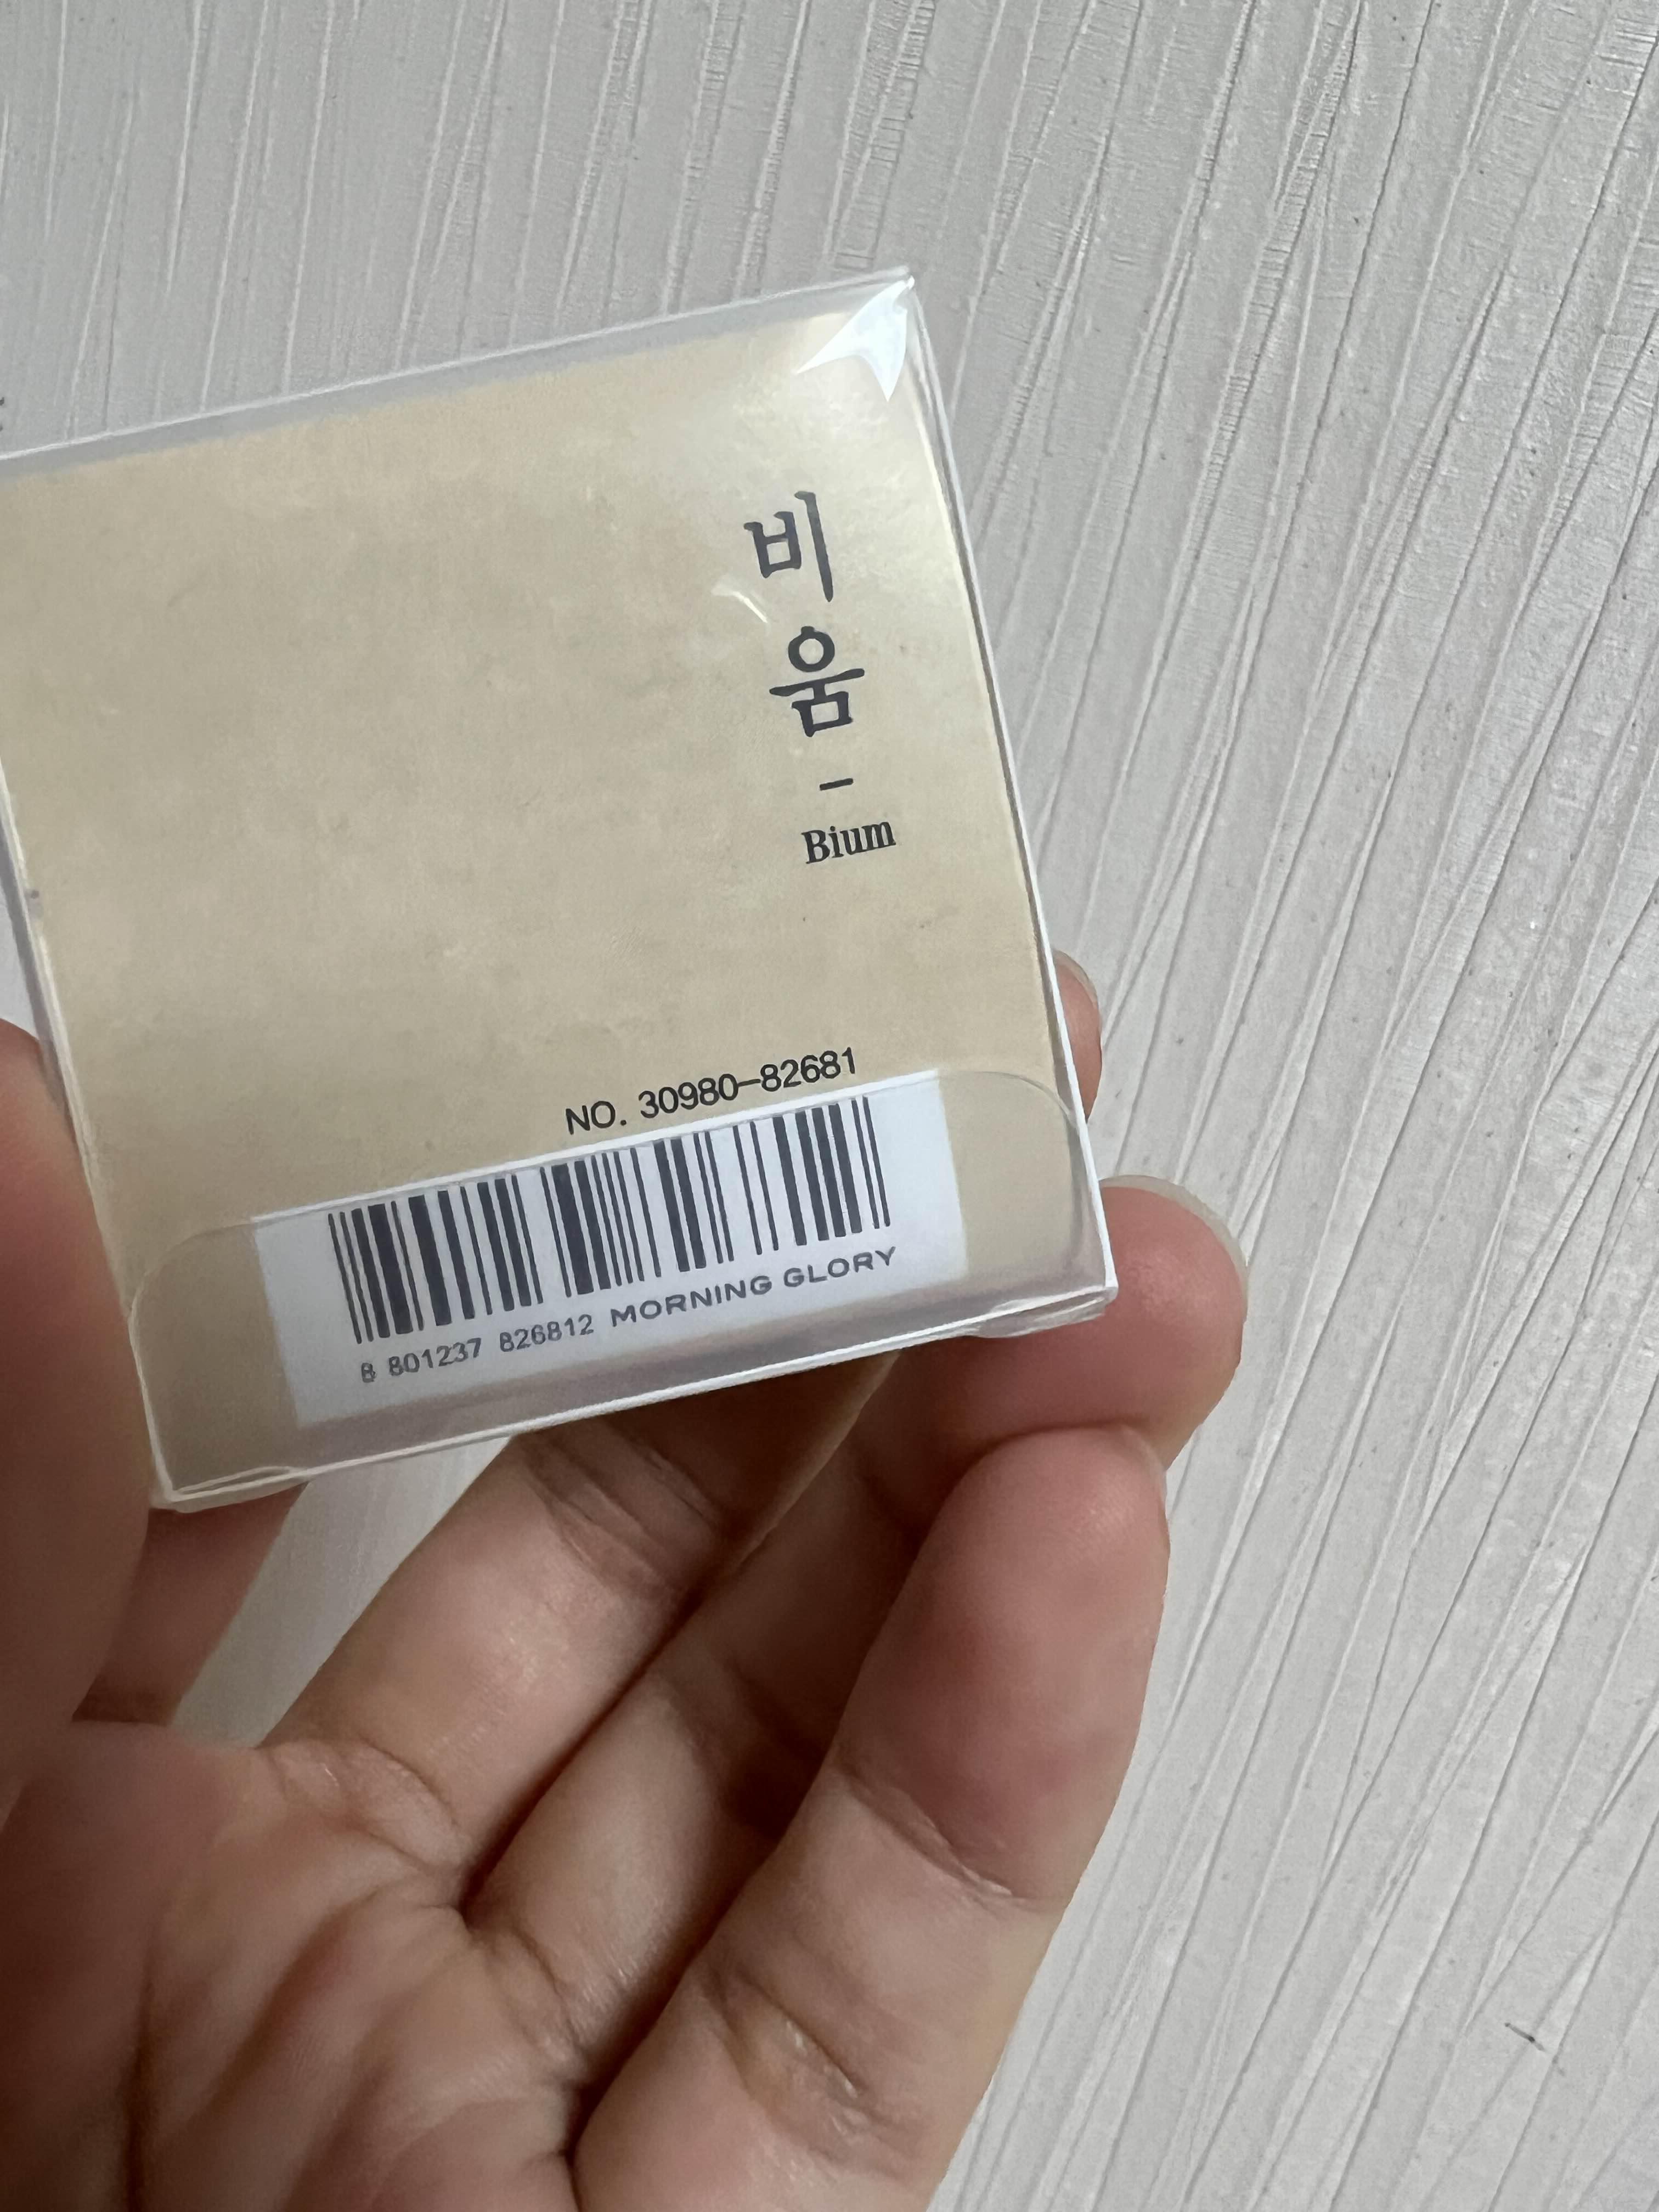 비움
–
Bium
NO. 30980-82681
8 801237 826812 MORNING GLORY